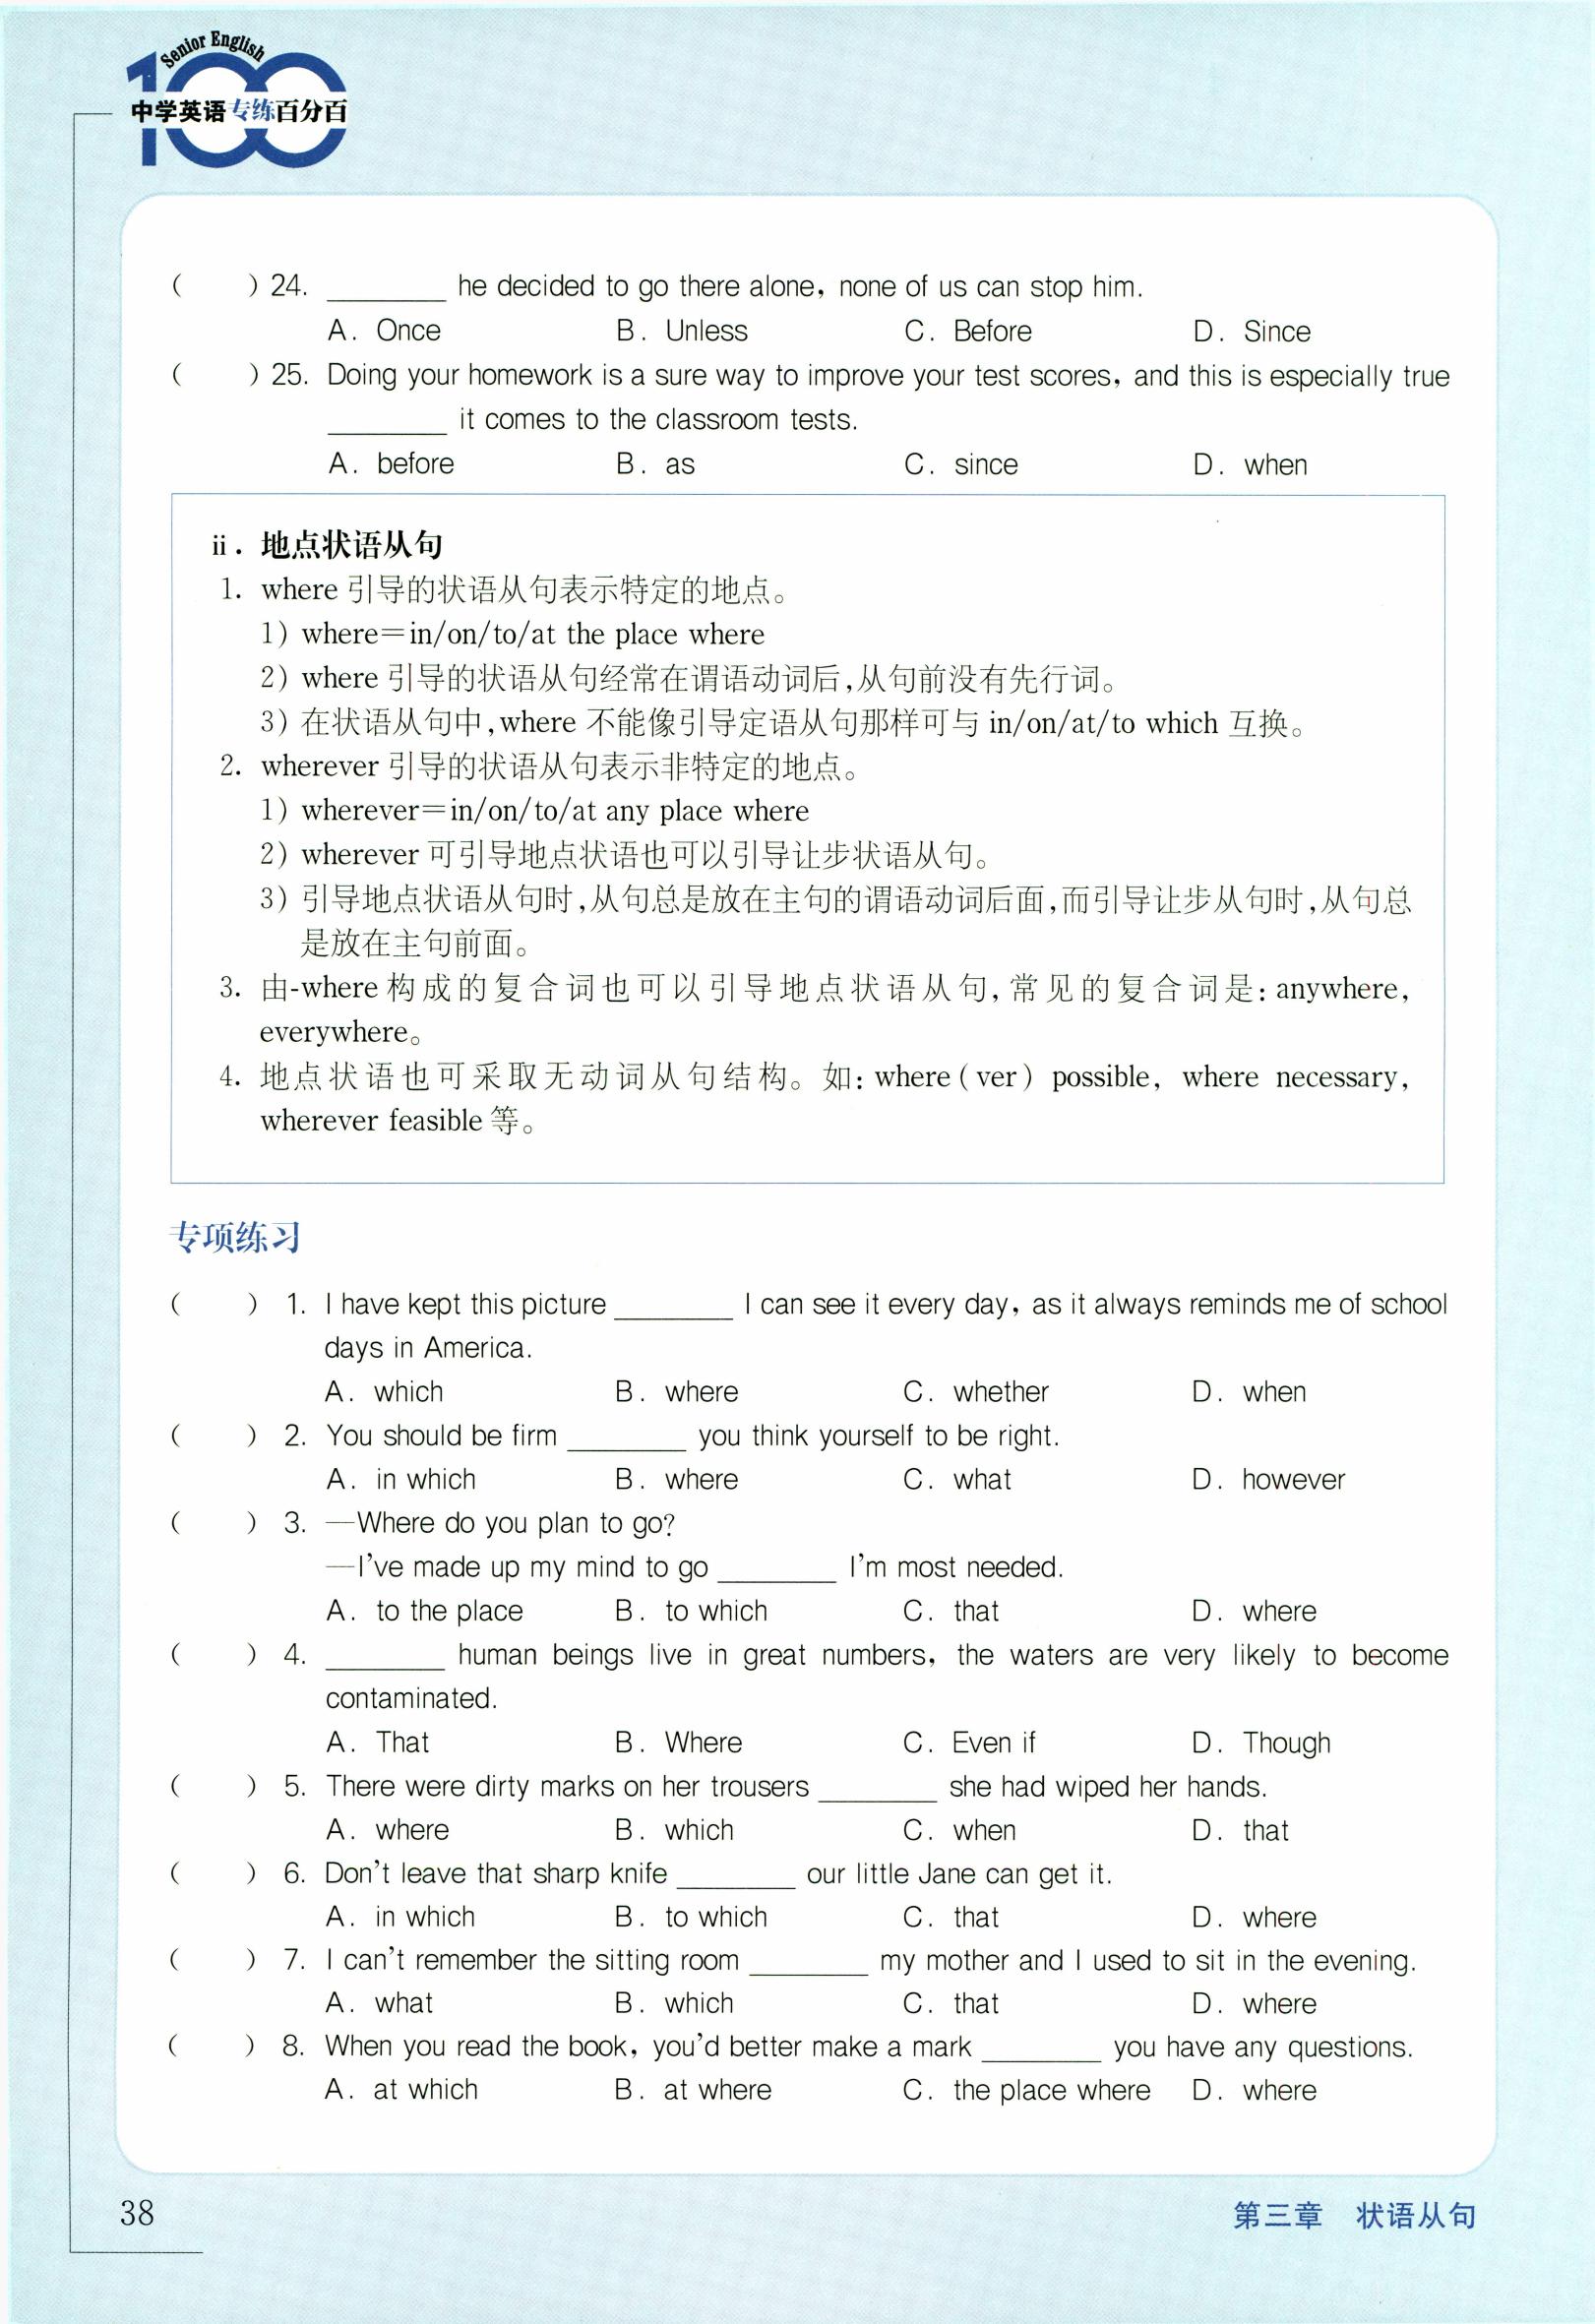 Senior English
100
中学英语专练百分百
(    ) 24. ________ he decided to go there alone, none of us can stop him.
A. Once B. Unless C. Before D. Since
(    ) 25. Doing your homework is a sure way to improve your test scores, and this is especially true
________ it comes to the classroom tests.
A. before B. as C. since D. when
ii. 地点状语从句
1. where 引导的状语从句表示特定的地点。
1) where=in/on/to/at the place where
2) where 引导的状语从句经常在谓语动词后,从句前没有先行词。
3) 在状语从句中,where 不能像引导定语从句那样可与 in/on/at/to which 互换。
2. wherever 引导的状语从句表示非特定的地点。
1) wherever=in/on/to/at any place where
2) wherever 可引导地点状语也可以引导让步状语从句。
3) 引导地点状语从句时,从句总是放在主句的谓语动词后面,而引导让步从句时,从句总
是放在主句前面。
3. 由-where 构成的复合词也可以引导地点状语从句,常见的复合词是: anywhere,
everywhere。
4. 地点状语也可采取无动词从句结构。如: where(ver) possible, where necessary,
wherever feasible 等。
专项练习
(    ) 1. I have kept this picture ________ I can see it every day, as it always reminds me of school
days in America.
A. which B. where C. whether D. when
(    ) 2. You should be firm ________ you think yourself to be right.
A. in which B. where C. what D. however
(    ) 3. —Where do you plan to go?
—I've made up my mind to go ________ I'm most needed.
A. to the place B. to which C. that D. where
(    ) 4. ________ human beings live in great numbers, the waters are very likely to become
contaminated.
A. That B. Where C. Even if D. Though
(    ) 5. There were dirty marks on her trousers ________ she had wiped her hands.
A. where B. which C. when D. that
(    ) 6. Don't leave that sharp knife ________ our little Jane can get it.
A. in which B. to which C. that D. where
(    ) 7. I can't remember the sitting room ________ my mother and I used to sit in the evening.
A. what B. which C. that D. where
(    ) 8. When you read the book, you'd better make a mark ________ you have any questions.
A. at which B. at where C. the place where D. where
38
第三章 状语从句